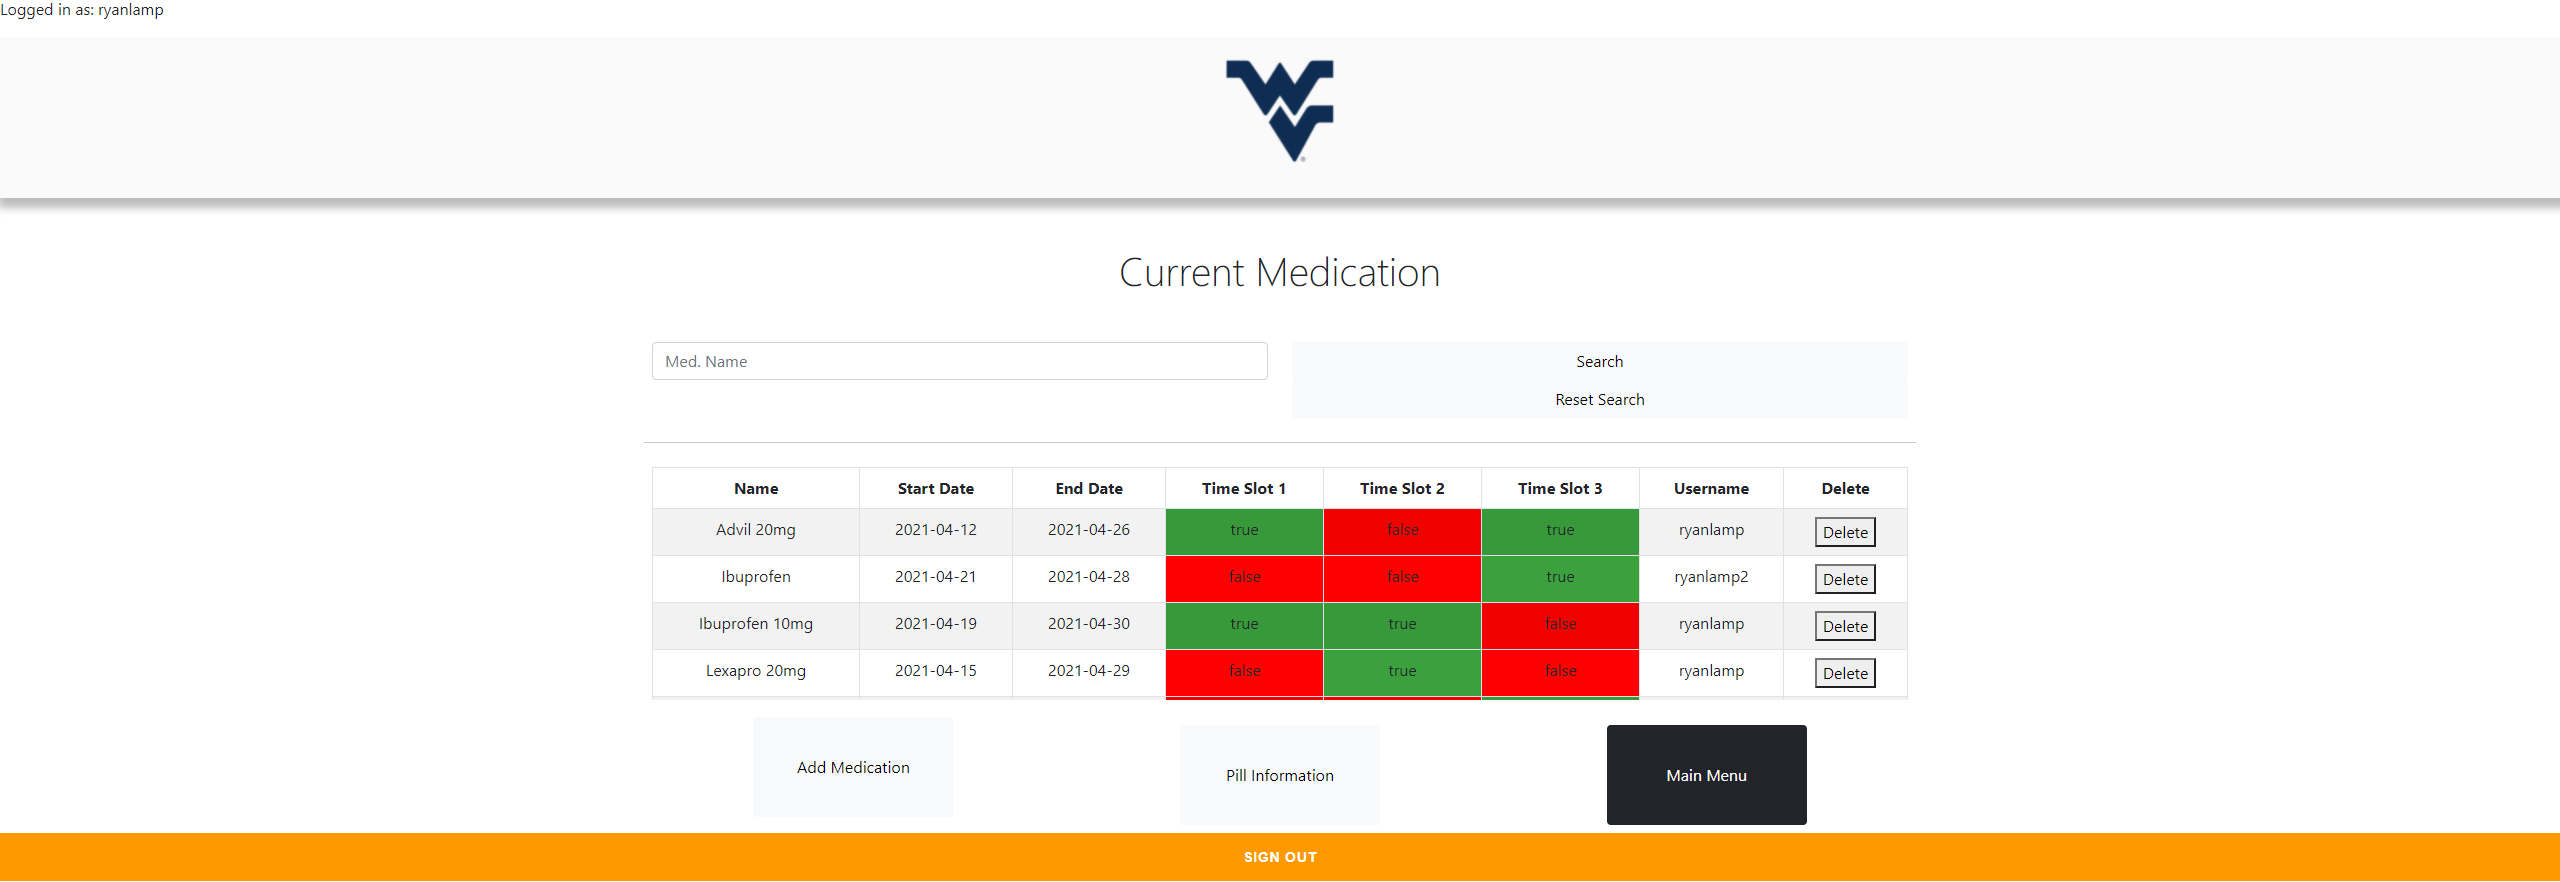 Logged in as: ryanlamp
WV
Current Medication
Med. Name
Search
Reset Search
Name Start Date End Date Time Slot 1 Time Slot 2 Time Slot 3 Username Delete
Advil 20mg 2021-04-12 2021-04-26 true false true ryanlamp Delete
Ibuprofen 2021-04-21 2021-04-28 false false true ryanlamp2 Delete
Ibuprofen 10mg 2021-04-19 2021-04-30 true true false ryanlamp Delete
Lexapro 20mg 2021-04-15 2021-04-29 false true false ryanlamp Delete
Add Medication
Pill Information
Main Menu
SIGN OUT